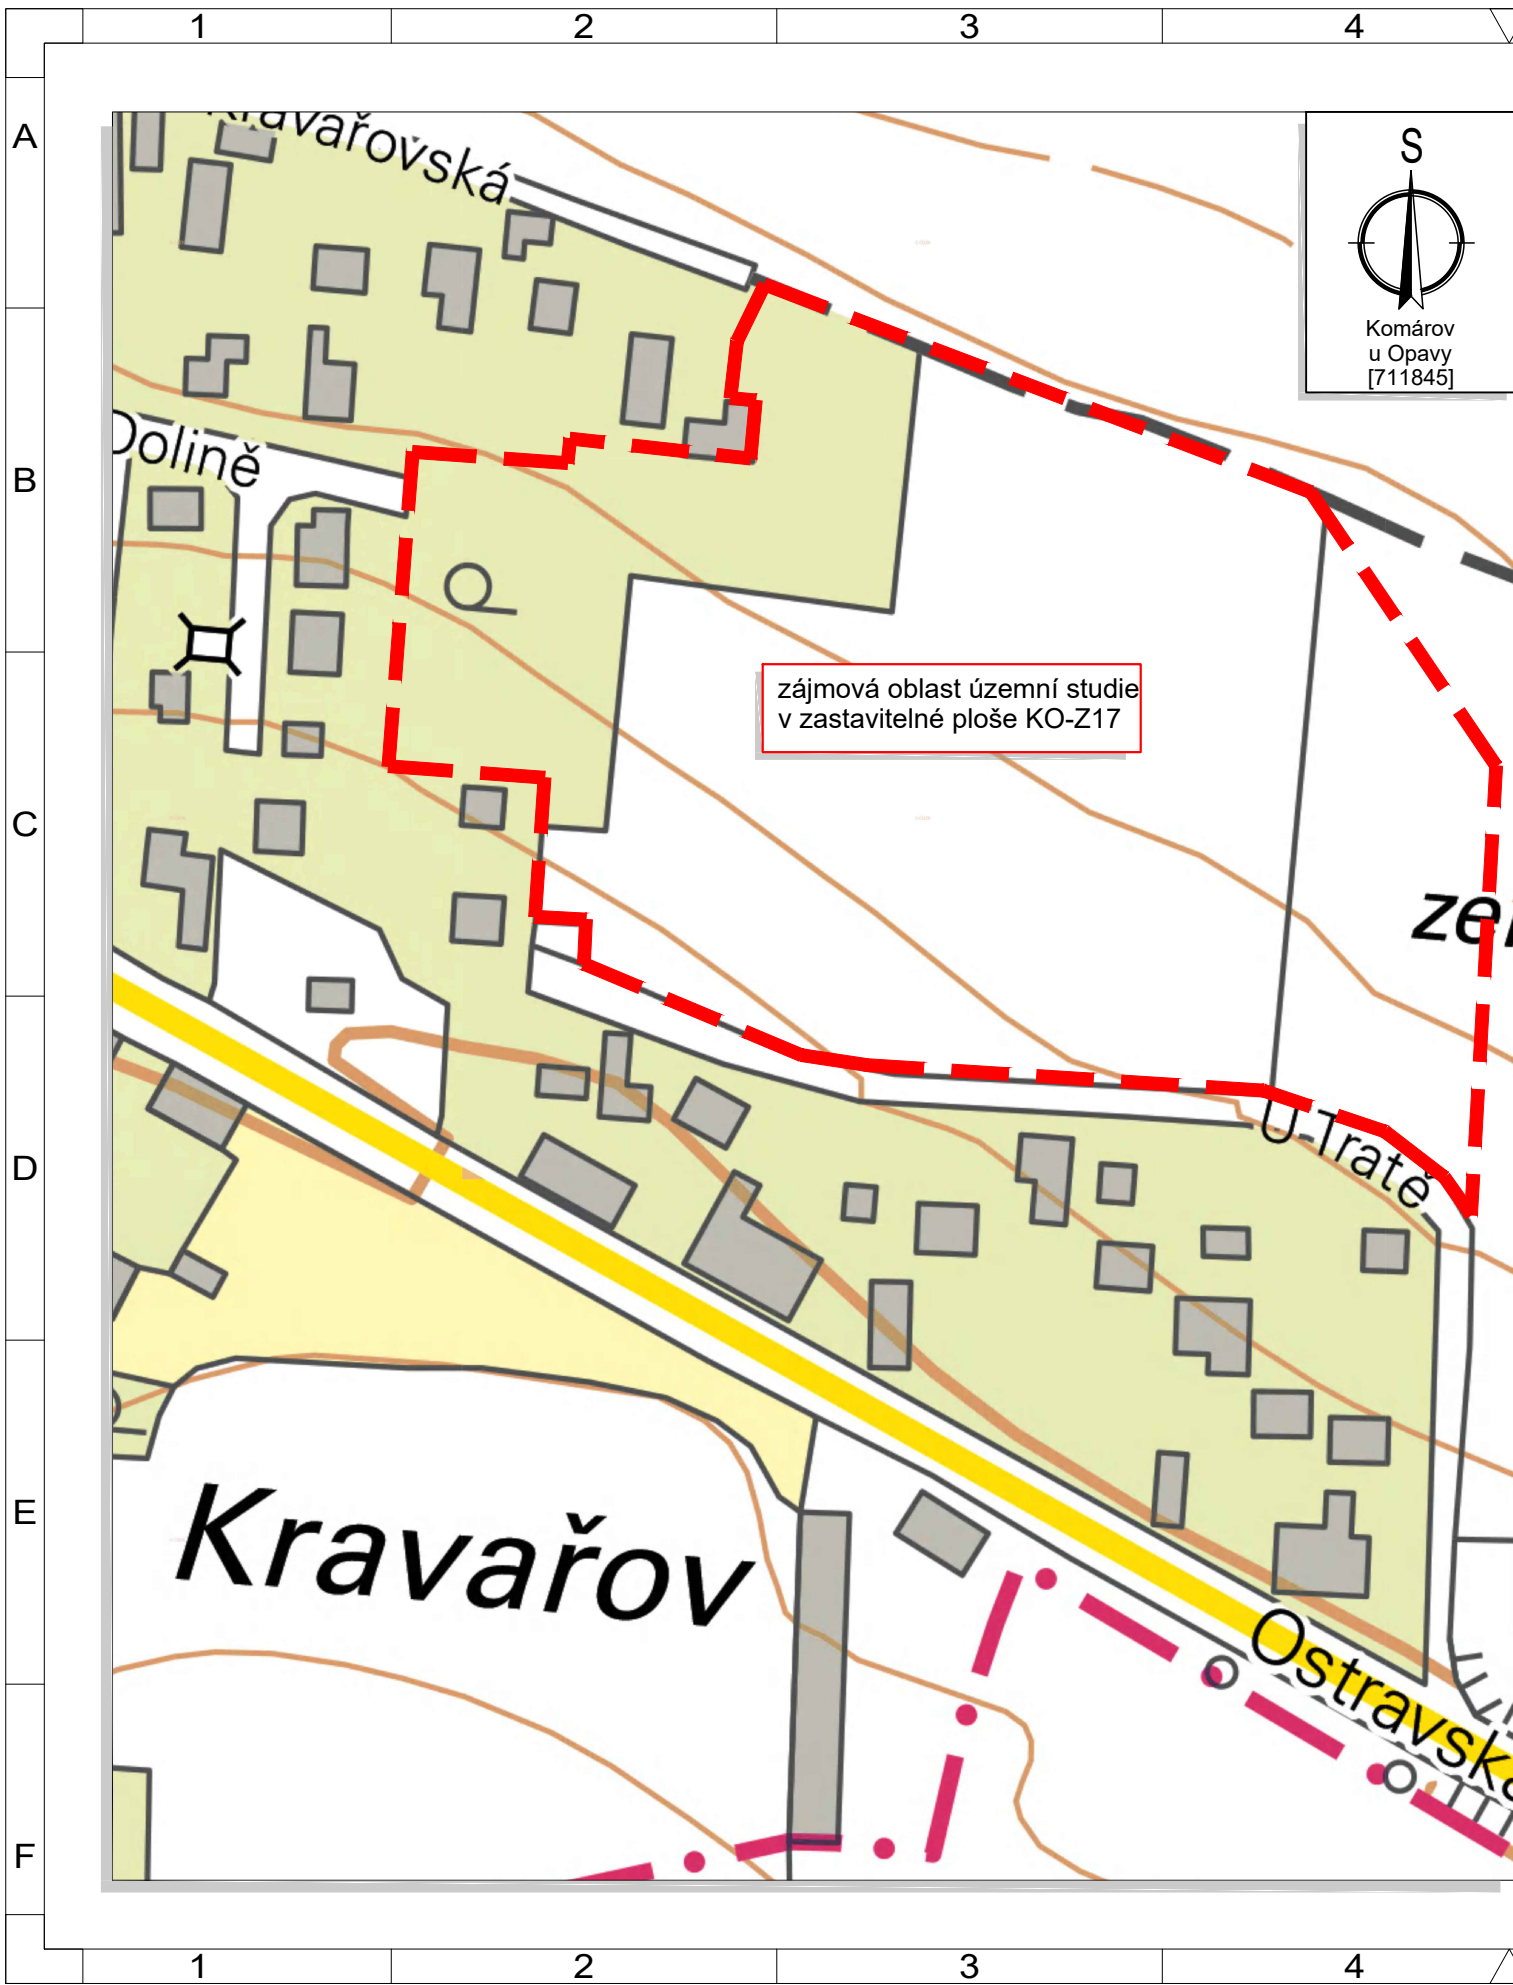 1 2 3 4
A
Kravařovská
S
Komárov
u Opavy
[711845]
Dolině
B
zájmová oblast územní studie
v zastavitelné ploše KO-Z17
C
U Tratě
D
E
Kravařov
Ostravská
F
1 2 3 4